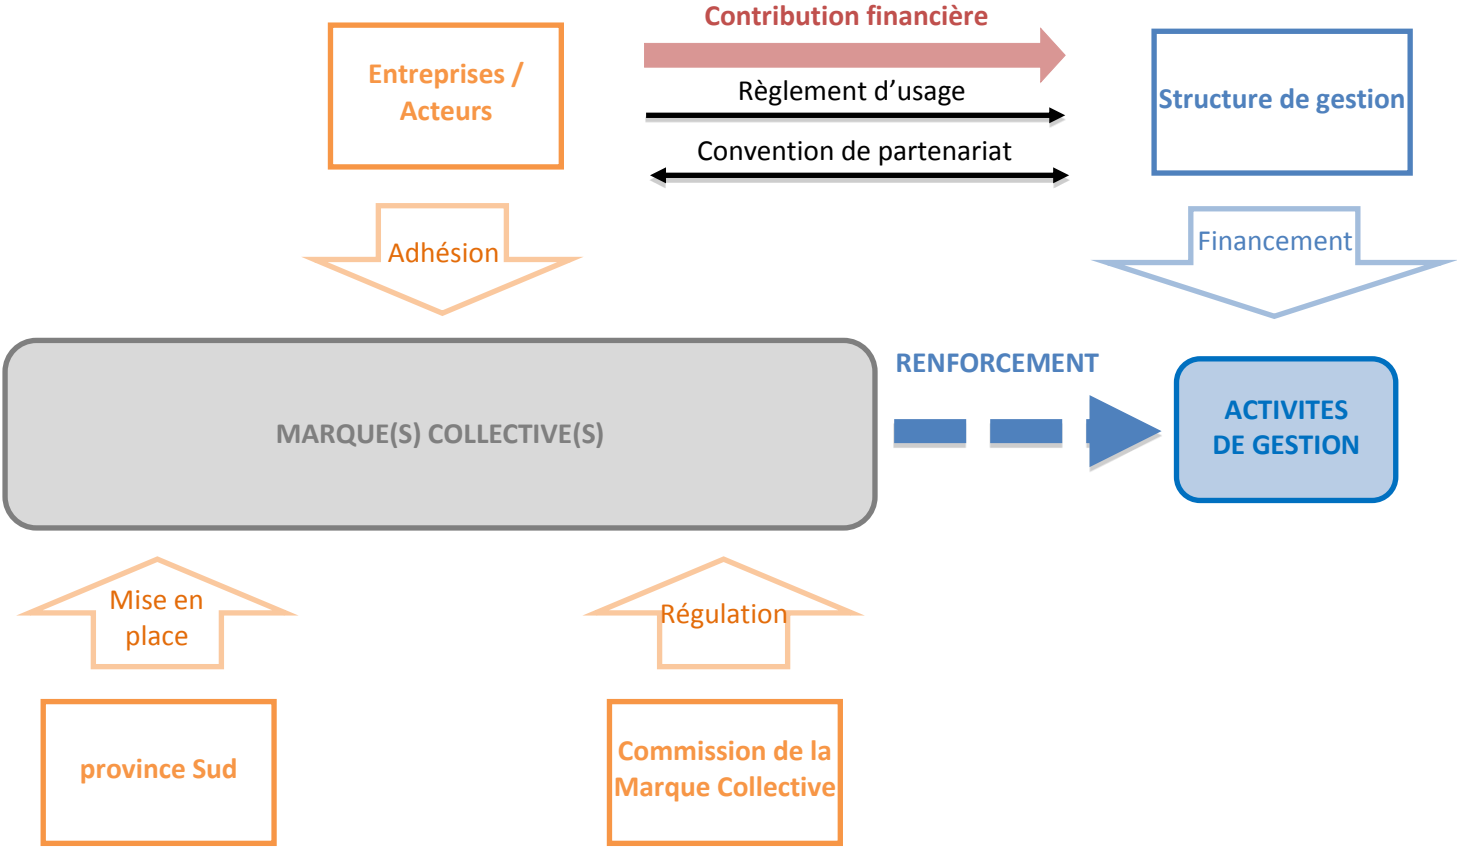 Contribution financière
Entreprises /
Acteurs
Règlement d’usage
Structure de gestion
Convention de partenariat
Adhésion
Financement
RENFORCEMENT
MARQUE(S) COLLECTIVE(S)
ACTIVITES
DE GESTION
Mise en
place
Régulation
province Sud
Commission de la
Marque Collective